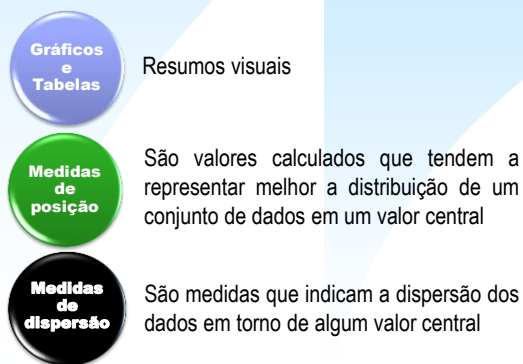 Gráficos
e
Tabelas
Resumos visuais
Medidas
de
posição
São valores calculados que tendem a
representar melhor a distribuição de um
conjunto de dados em um valor central
Medidas
de
dispersão
São medidas que indicam a dispersão dos
dados em torno de algum valor central